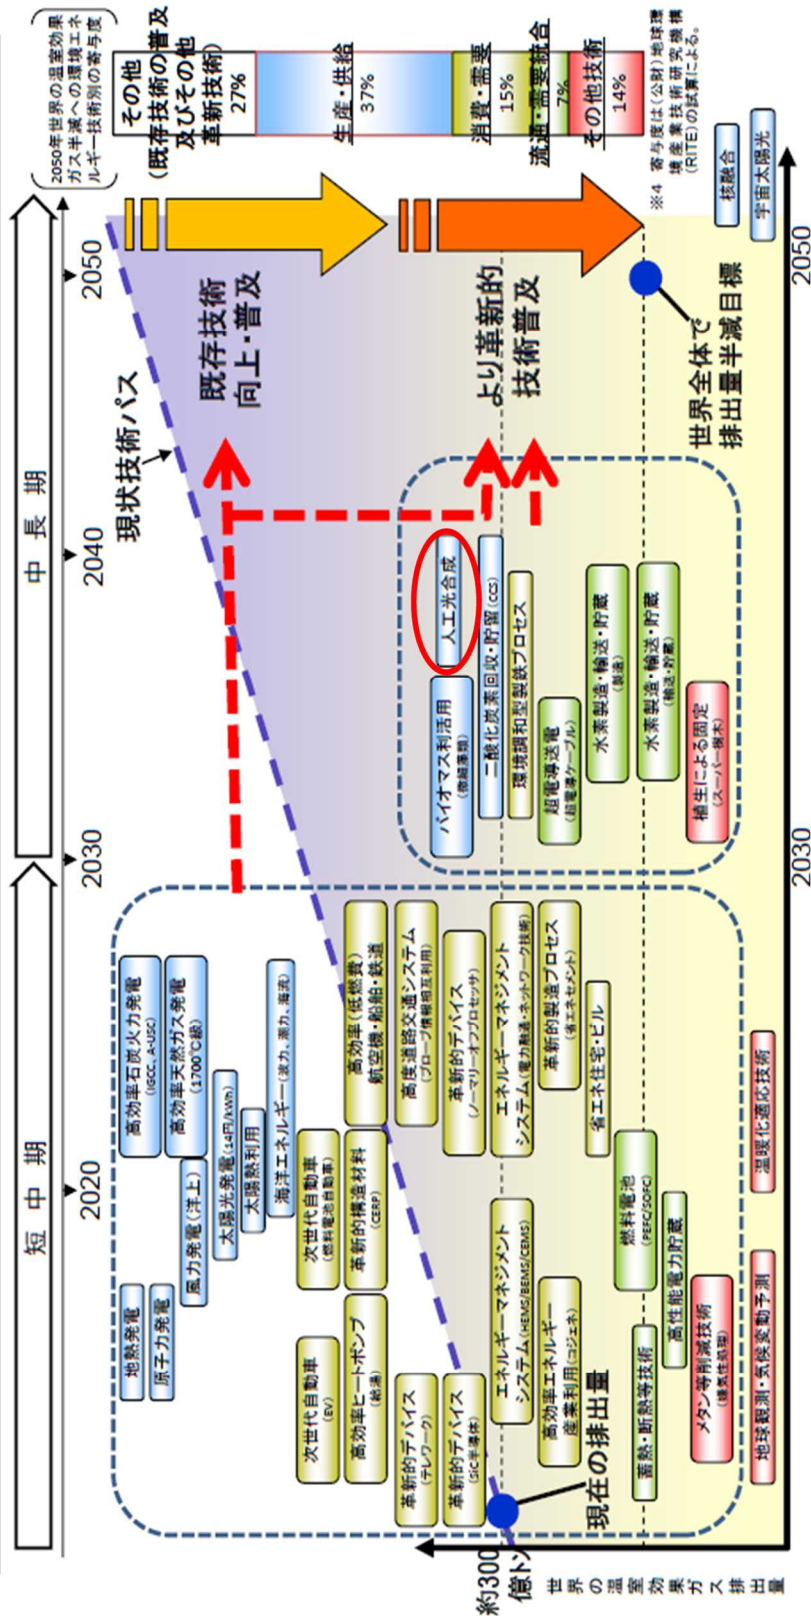 短 中 期
中 長 期
2020
2030
2040
2050
2050年世界の温室効果
ガス半減への環境エネ
ルギー技術別の寄与度
現状技術パス
既存技術
向上・普及
より革新的
技術普及
世界全体で
排出量半減目標
その他
(既存技術の普及
及びその他
革新技術)
27%
生産・供給
37%
消費・需要
15%
流通・需要統合
7%
その他技術
14%
※4 寄与度は(公財)地球環
境産業技術研究機構
(RITE)の試算による。
地熱発電
原子力発電
高効率石炭火力発電
(IGCC、A-USC)
高効率天然ガス発電
(1700℃級)
風力発電(洋上)
太陽光発電(14円/kWh)
太陽熱利用
海洋エネルギー(波力、潮力、海流)
次世代自動車
(EV)
次世代自動車
(燃料電池自動車)
高効率ヒートポンプ
(給湯)
革新的構造材料
(CERP)
高効率(低燃費)
航空機・船舶・鉄道
革新的デバイス
(テレワーク)
高度道路交通システム
(プローブ情報相互利用)
革新的デバイス
(SiC半導体)
革新的デバイス
(ノーマリーオフプロセッサ)
エネルギーマネジメント
システム(HEMS/BEMS/CEMS)
エネルギーマネジメント
システム(電力融通・ネットワーク技術)
高効率エネルギー
産業利用(コジェネ)
革新的製造プロセス
(省エネセメント)
省エネ住宅・ビル
燃料電池
(PEFC/SOFC)
蓄熱・断熱等技術
高性能電力貯蔵
メタン等削減技術
(嫌気性処理)
地球観測・気候変動予測
温暖化適応技術
バイオマス利活用
(微細藻類)
人工光合成
二酸化炭素回収・貯留(CCS)
環境調和型製鉄プロセス
超電導送電
(超電導ケーブル)
水素製造・輸送・貯蔵
(製造)
水素製造・輸送・貯蔵
(輸送・貯蔵)
植生による固定
(スーパー樹木)
核融合
宇宙太陽光
現在の排出量
約300
億トン
世界の温室効果ガス排出量
2030
2050